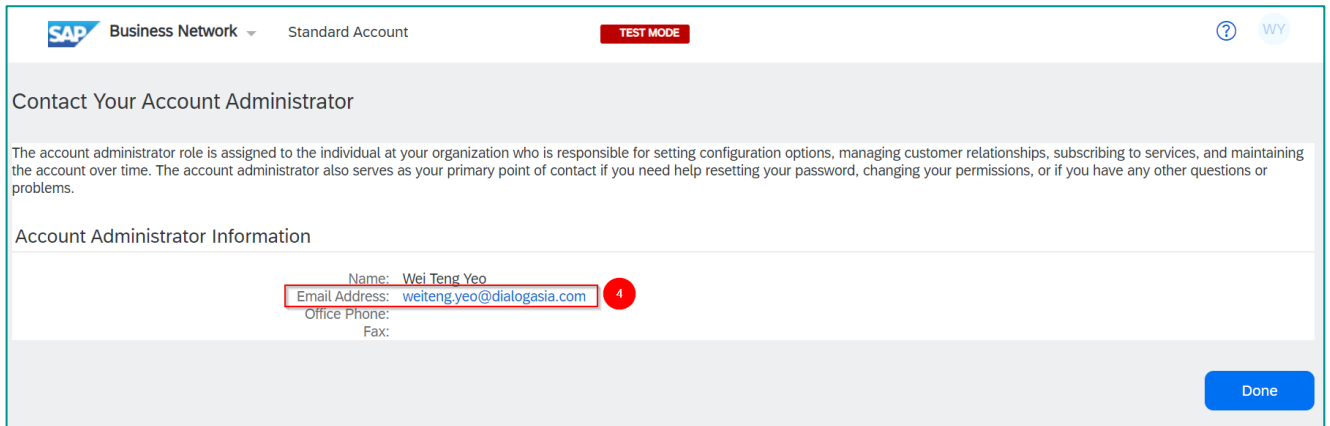 SAP Business Network Standard Account TEST MODE ? WY
Contact Your Account Administrator
The account administrator role is assigned to the individual at your organization who is responsible for setting configuration options, managing customer relationships, subscribing to services, and maintaining
the account over time. The account administrator also serves as your primary point of contact if you need help resetting your password, changing your permissions, or if you have any other questions or
problems.
Account Administrator Information
Name: Wei Teng Yeo
Email Address: weiteng.yeo@dialogasia.com 4
Office Phone:
Fax:
Done